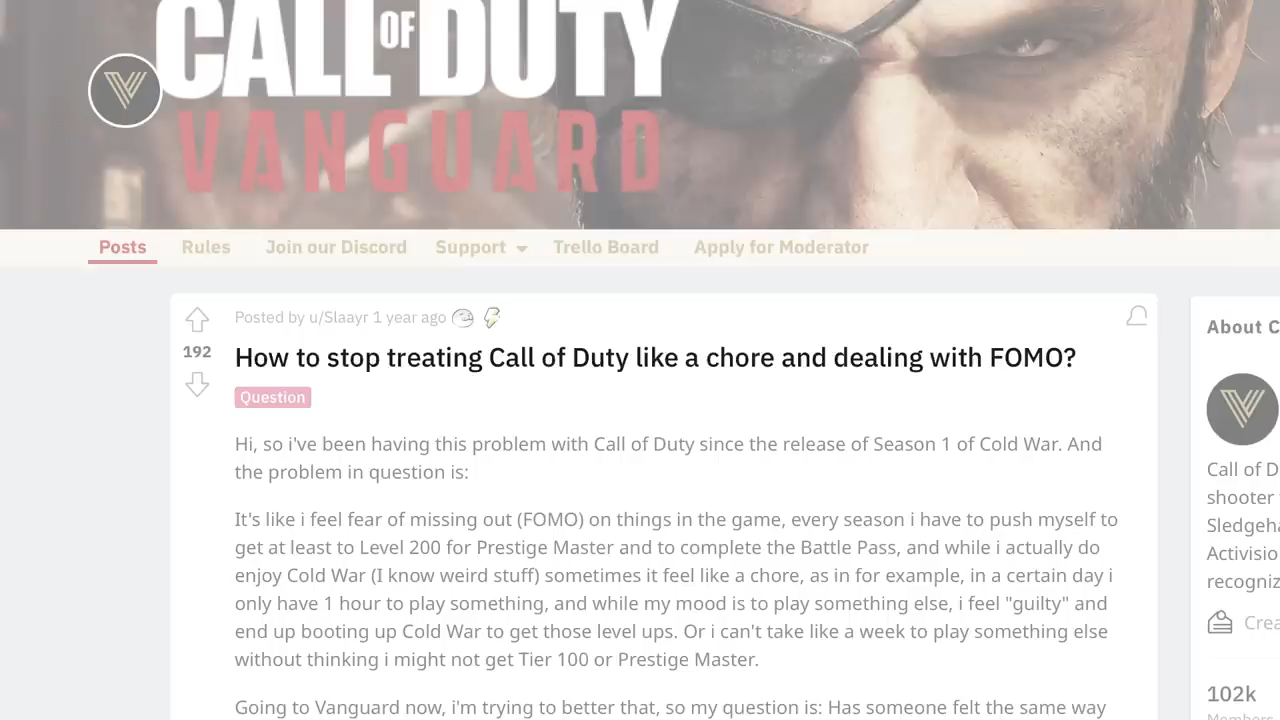 CALL OF DUTY
VANGUARD
Posts Rules Join our Discord Support Trello Board Apply for Moderator
Posted by u/Slaayr 1 year ago
192
How to stop treating Call of Duty like a chore and dealing with FOMO?
Question
Hi, so i've been having this problem with Call of Duty since the release of Season 1 of Cold War. And
the problem in question is:
It's like i feel fear of missing out (FOMO) on things in the game, every season i have to push myself to
get at least to Level 200 for Prestige Master and to complete the Battle Pass, and while i actually do
enjoy Cold War (I know weird stuff) sometimes it feel like a chore, as in for example, in a certain day i
only have 1 hour to play something, and while my mood is to play something else, i feel "guilty" and
end up booting up Cold War to get those level ups. Or i can't take like a week to play something else
without thinking i might not get Tier 100 or Prestige Master.
Going to Vanguard now, i'm trying to better that, so my question is: Has someone felt the same way
About C
Call of D
shooter
Sledgeha
Activisio
recogniz
Crea
102k
Members